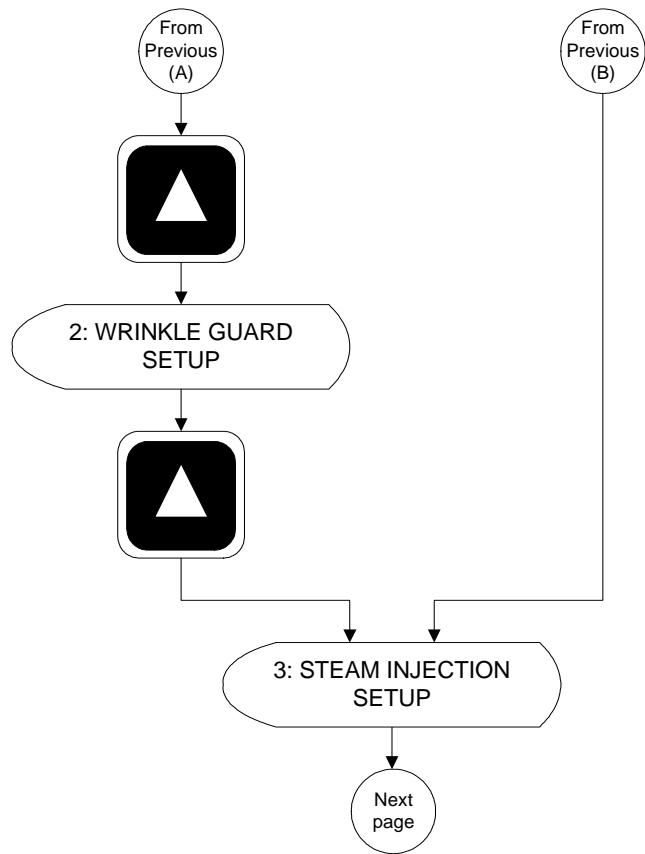 From
Previous
(A)
From
Previous
(B)
2: WRINKLE GUARD
SETUP
3: STEAM INJECTION
SETUP
Next
page